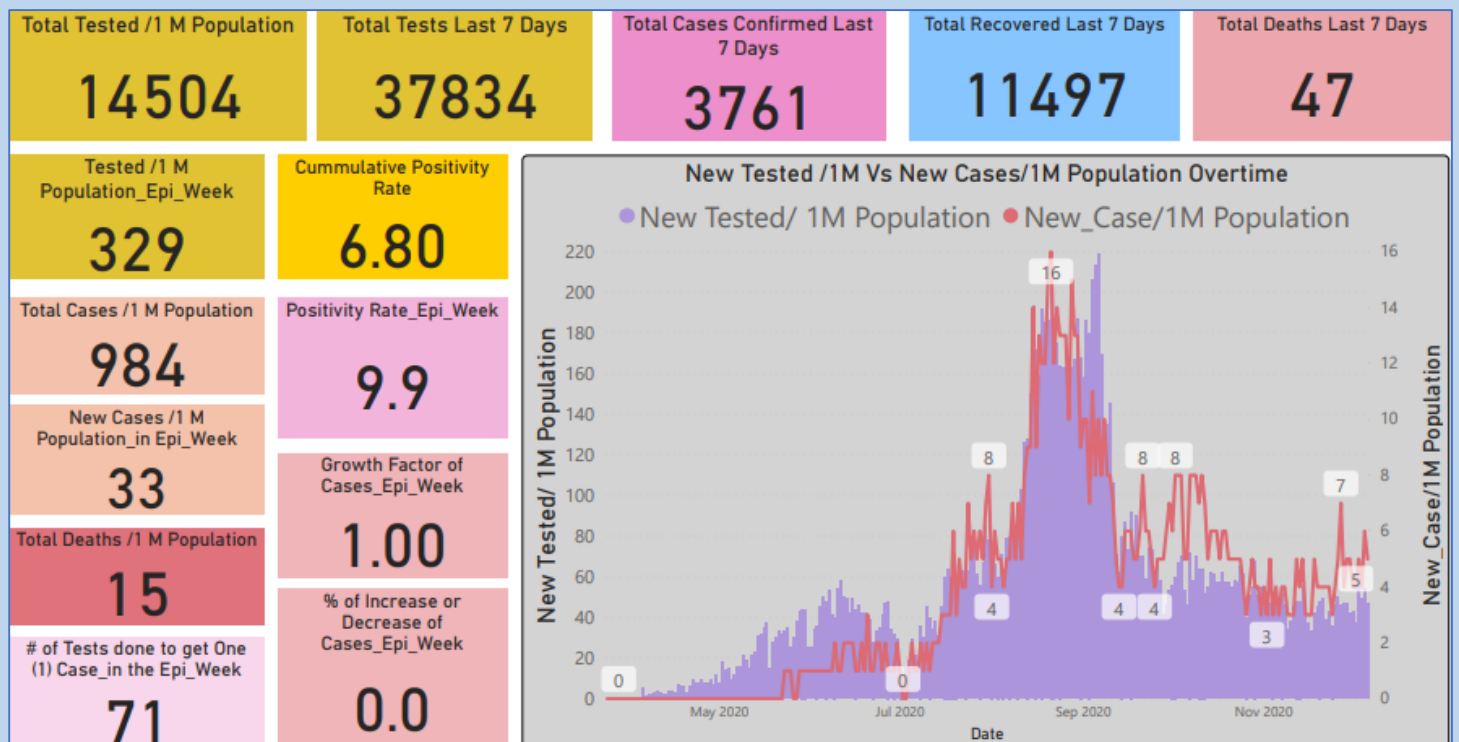 Total Tested /1 M Population
14504
Total Tests Last 7 Days
37834
Total Cases Confirmed Last
7 Days
3761
Total Recovered Last 7 Days
11497
Total Deaths Last 7 Days
47
Tested /1 M
Population_Epi_Week
329
Cummulative Positivity
Rate
6.80
Total Cases /1 M Population
984
Positivity Rate_Epi_Week
9.9
New Cases /1 M
Population_in Epi_Week
33
Growth Factor of
Cases_Epi_Week
1.00
Total Deaths /1 M Population
15
% of Increase or
Decrease of
Cases_Epi_Week
0.0
# of Tests done to get One
(1) Case_in the Epi_Week
71
New Tested /1M Vs New Cases/1M Population Overtime
New Tested/ 1M Population
New_Case/1M Population
New Tested/ 1M Population
220
200
180
160
140
120
100
80
60
40
20
0
0
0
8
4
16
4
8
4
8
3
7
5
16
14
12
10
8
6
4
2
0
New_Case/1M Population
May 2020
Jul 2020
Sep 2020
Nov 2020
Date